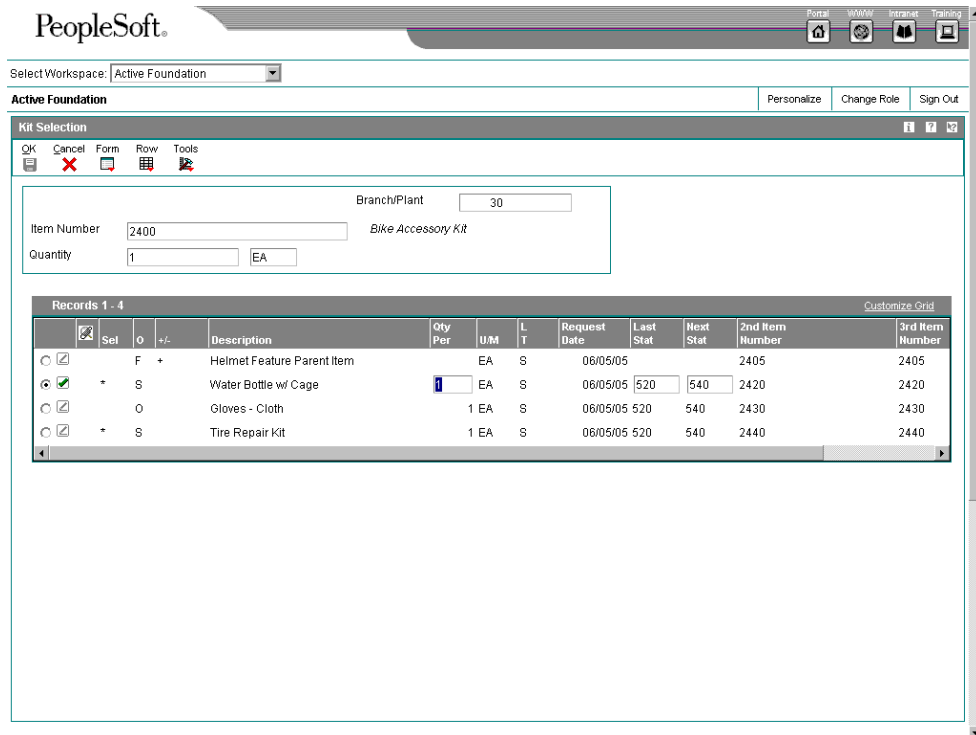 PeopleSoft.
Portal WWW Intranet Training
Select Workspace: Active Foundation
Active Foundation Personalize Change Role Sign Out
Kit Selection i ? ?
OK Cancel Form Row Tools
Branch/Plant 30
Item Number 2400 Bike Accessory Kit
Quantity 1 EA
Records 1 - 4 Customize Grid
Sel O +/- Description Qty Per U/M L T Request Date Last Stat Next Stat 2nd Item Number 3rd Item Number
F + Helmet Feature Parent Item EA S 06/05/05 2405 2405
* S Water Bottle w/ Cage 1 EA S 06/05/05 520 540 2420 2420
O Gloves - Cloth 1 EA S 06/05/05 520 540 2430 2430
* S Tire Repair Kit 1 EA S 06/05/05 520 540 2440 2440